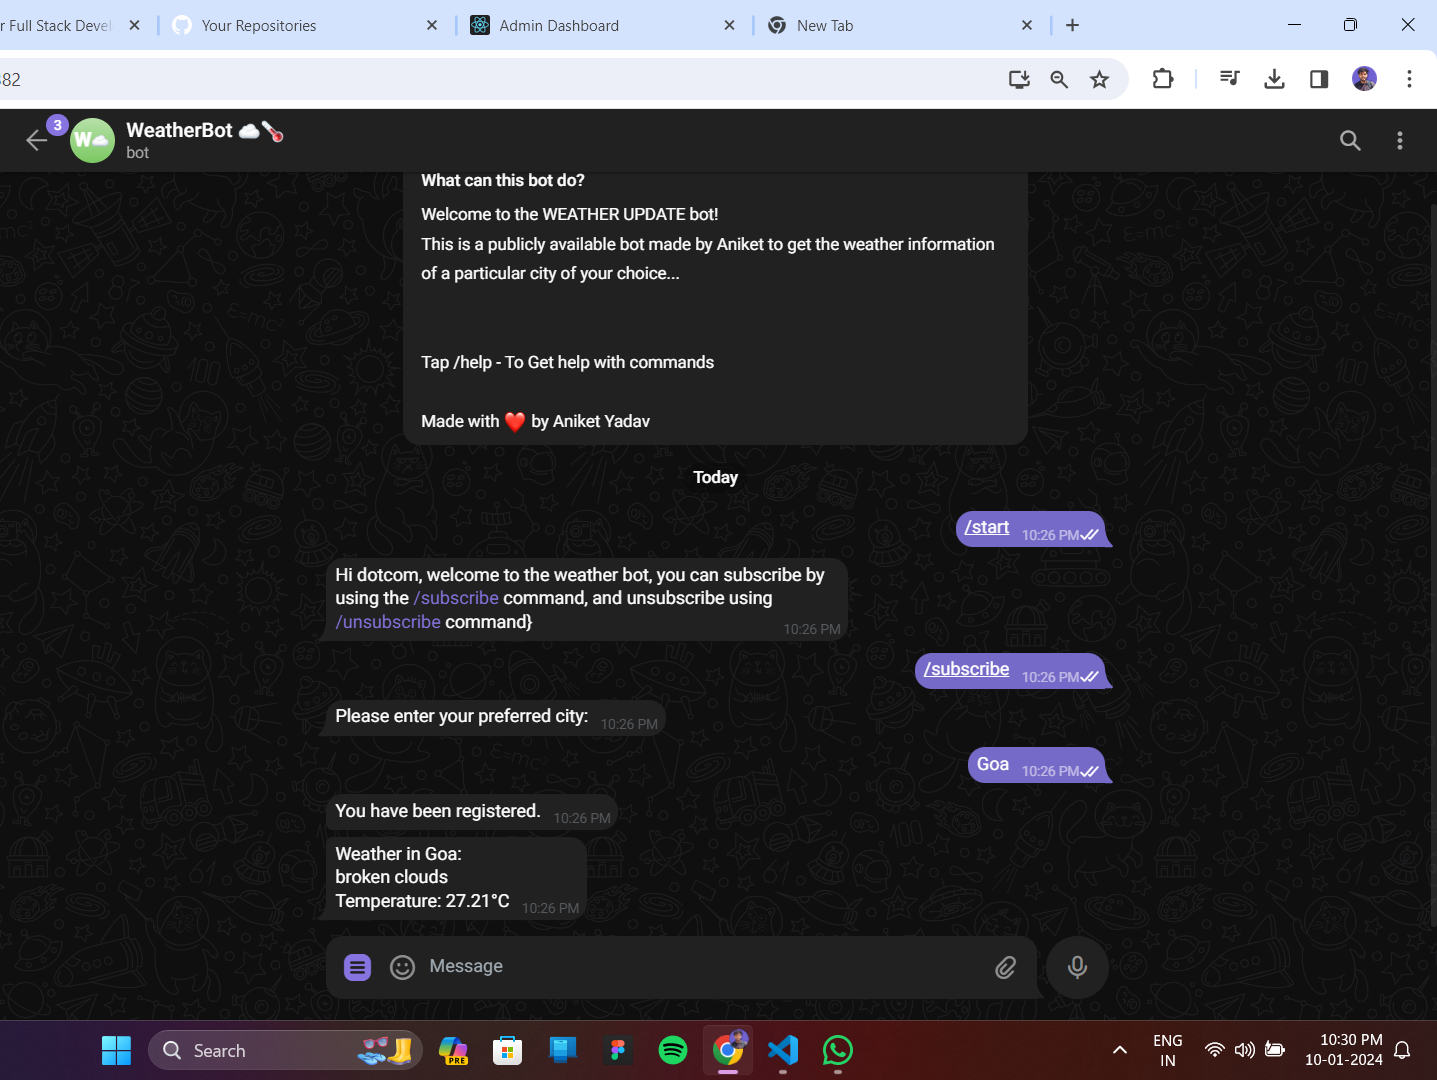 r Full Stack Devel
Your Repositories
Admin Dashboard
New Tab
382
3
W
WeatherBot ☁️🌡️
bot
What can this bot do?
Welcome to the WEATHER UPDATE bot!
This is a publicly available bot made by Aniket to get the weather information
of a particular city of your choice...
Tap /help - To Get help with commands
Made with ❤️ by Aniket Yadav
Today
/start 10:26 PM
Hi dotcom, welcome to the weather bot, you can subscribe by
using the /subscribe command, and unsubscribe using
/unsubscribe command} 10:26 PM
/subscribe 10:26 PM
Please enter your preferred city: 10:26 PM
Goa 10:26 PM
You have been registered. 10:26 PM
Weather in Goa:
broken clouds
Temperature: 27.21°C 10:26 PM
Message
Search
PRE
ENG
IN
10:30 PM
10-01-2024